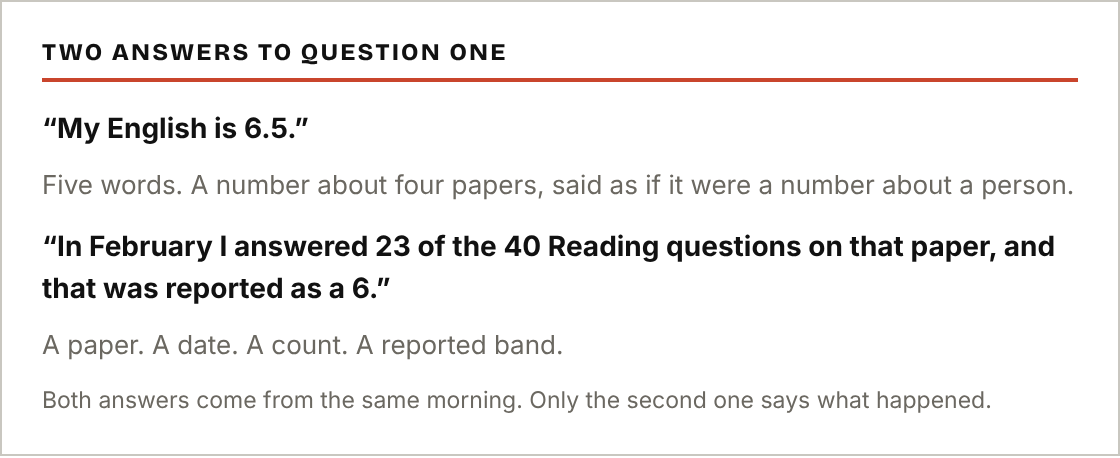 TWO ANSWERS TO QUESTION ONE
“My English is 6.5.”
Five words. A number about four papers, said as if it were a number about a person.
“In February I answered 23 of the 40 Reading questions on that paper, and
that was reported as a 6.”
A paper. A date. A count. A reported band.
Both answers come from the same morning. Only the second one says what happened.